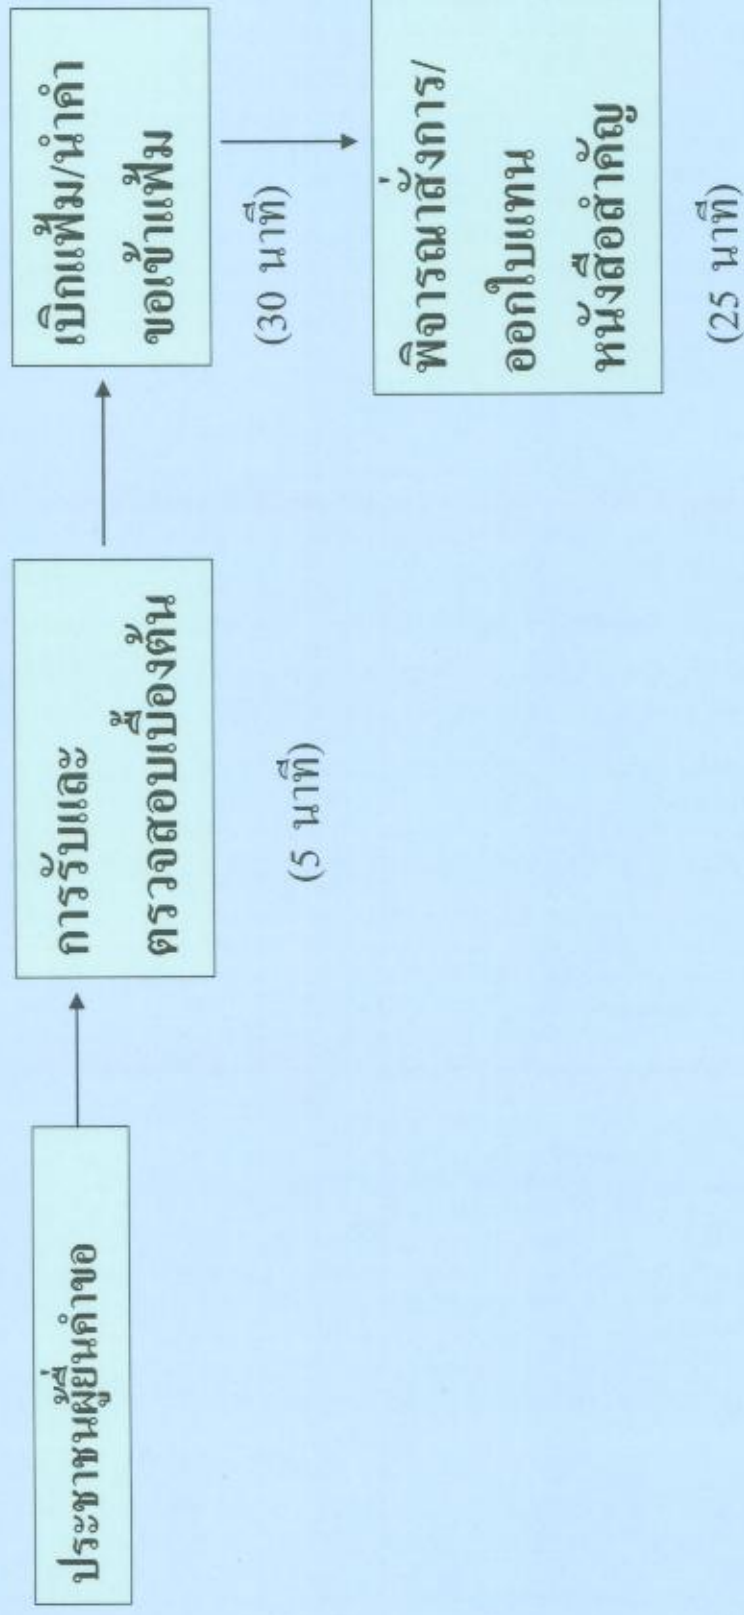 ประชาชนผู้ยื่นคำขอ
การรับและ
ตรวจสอบเบื้องต้น
(5 นาที)
เบิกแฟ้ม/นำคำ
ขอเข้าแฟ้ม
(30 นาที)
พิจารณาสั่งการ/
ออกใบแทน
หนังสือสำคัญ
(25 นาที)